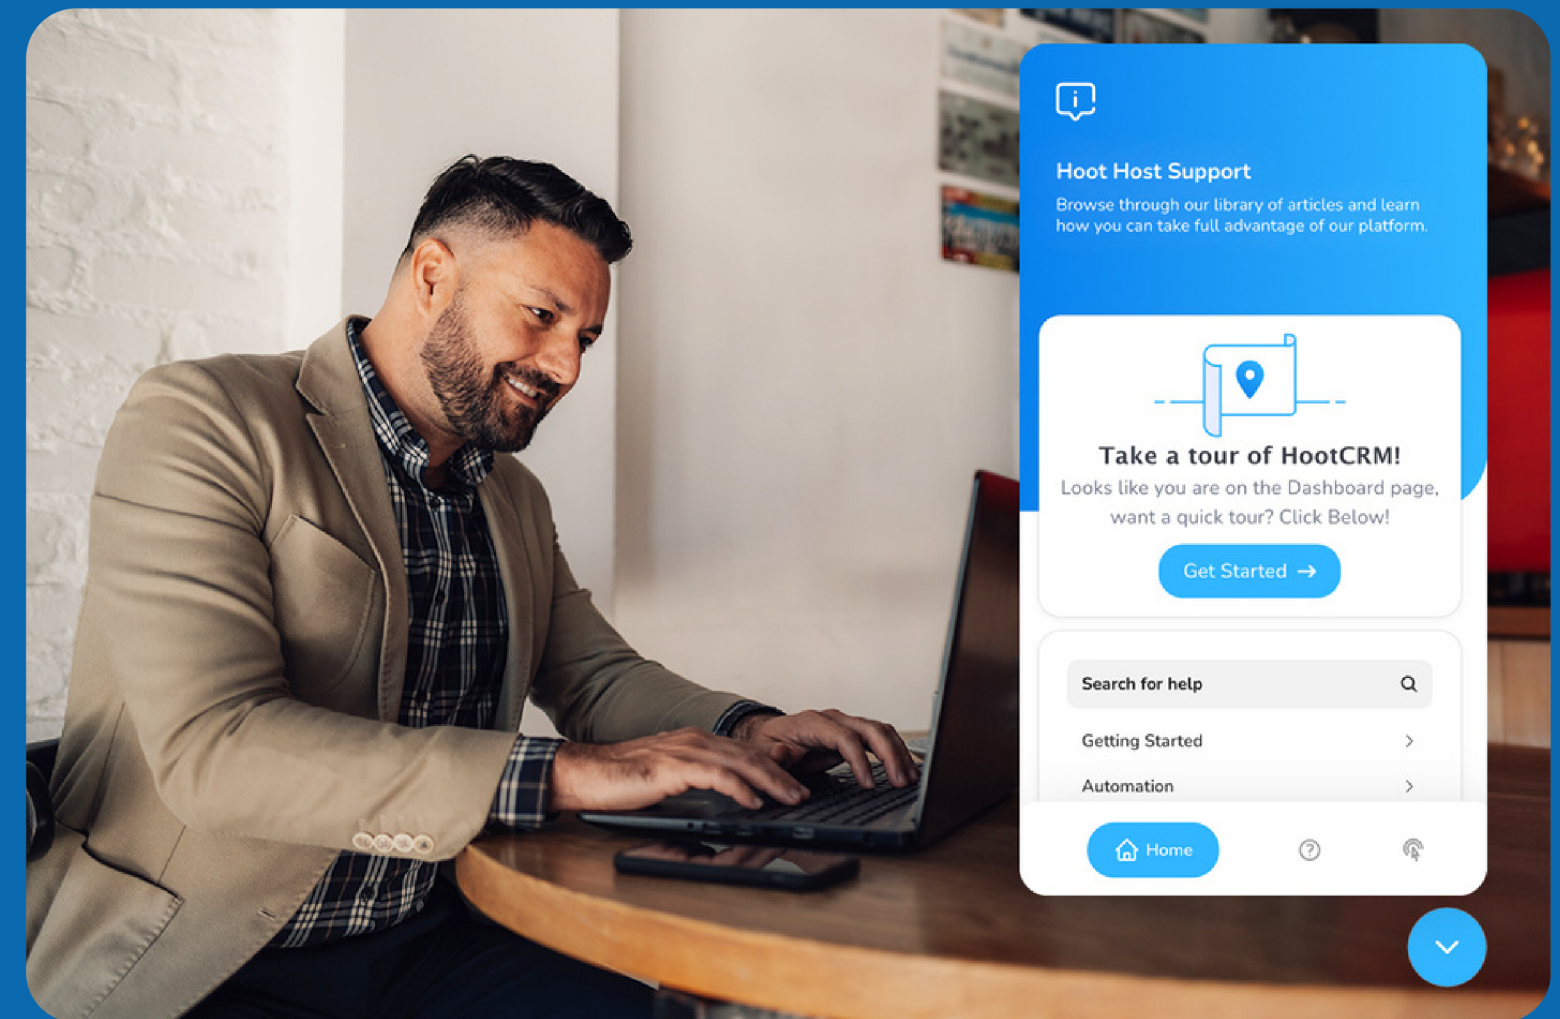 Hoot Host Support
Browse through our library of articles and learn
how you can take full advantage of our platform.
Take a tour of HootCRM!
Looks like you are on the Dashboard page,
want a quick tour? Click Below!
Get Started
Search for help
Getting Started
Automation
Home